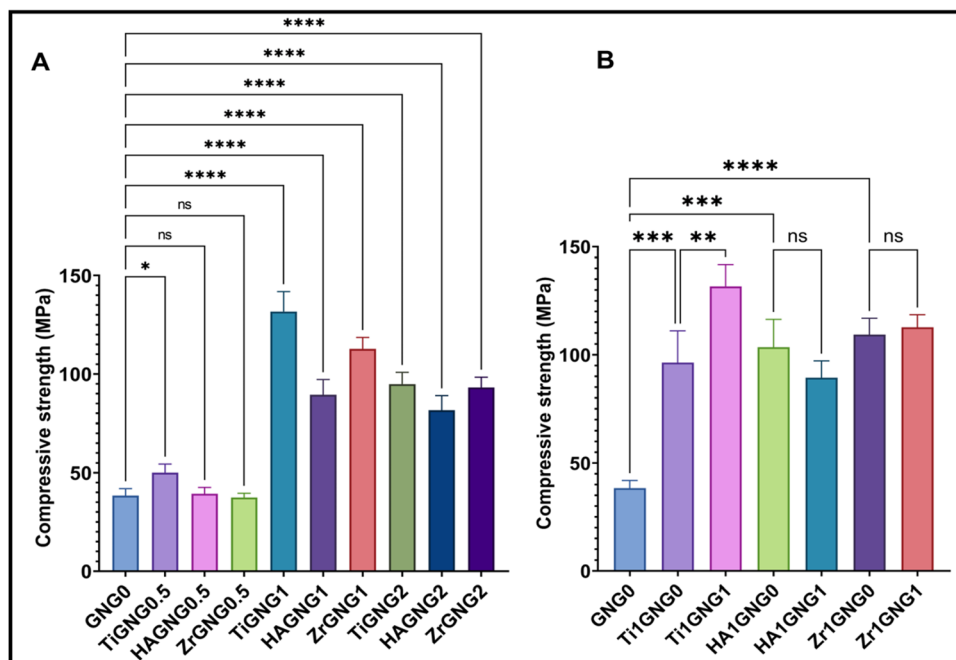 A
****
****
****
****
****
****
ns
ns
*
Compressive strength (MPa)
150
100
50
0
GNG0
TiGNG0.5
HAGNG0.5
ZrGNG0.5
TiGNG1
HAGNG1
ZrGNG1
TiGNG2
HAGNG2
ZrGNG2
B
****
***
***
**
ns
ns
Compressive strength (MPa)
150
100
50
0
GNG0
Ti1GNG0
Ti1GNG1
HA1GNG0
HA1GNG1
Zr1GNG0
Zr1GNG1